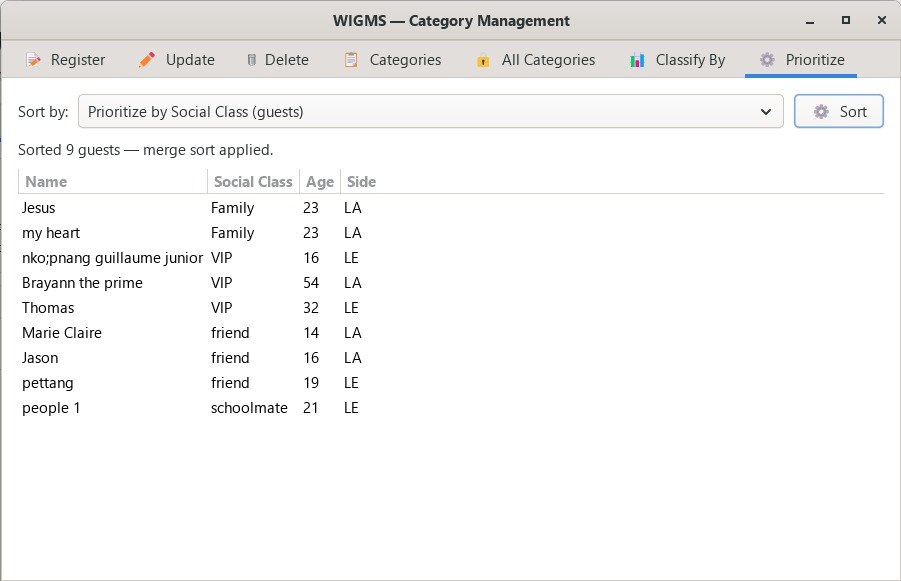 WIGMS — Category Management
Register Update Delete Categories All Categories Classify By Prioritize
Sort by: Prioritize by Social Class (guests) Sort
Sorted 9 guests — merge sort applied.
Name Social Class Age Side
Jesus Family 23 LA
my heart Family 23 LA
nko;pnang guillaume junior VIP 16 LE
Brayann the prime VIP 54 LA
Thomas VIP 32 LE
Marie Claire friend 14 LA
Jason friend 16 LA
pettang friend 19 LE
people 1 schoolmate 21 LE